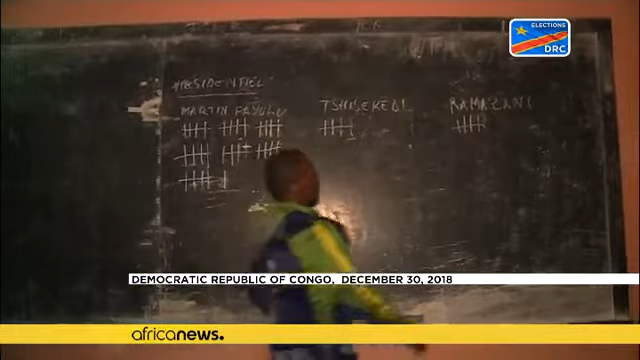 ELECTIONS
DRC
PRESIDENTIEL
MARTIN FAYULU TSHISEKEDI RAMAZANI
DEMOCRATIC REPUBLIC OF CONGO, DECEMBER 30, 2018
africanews.